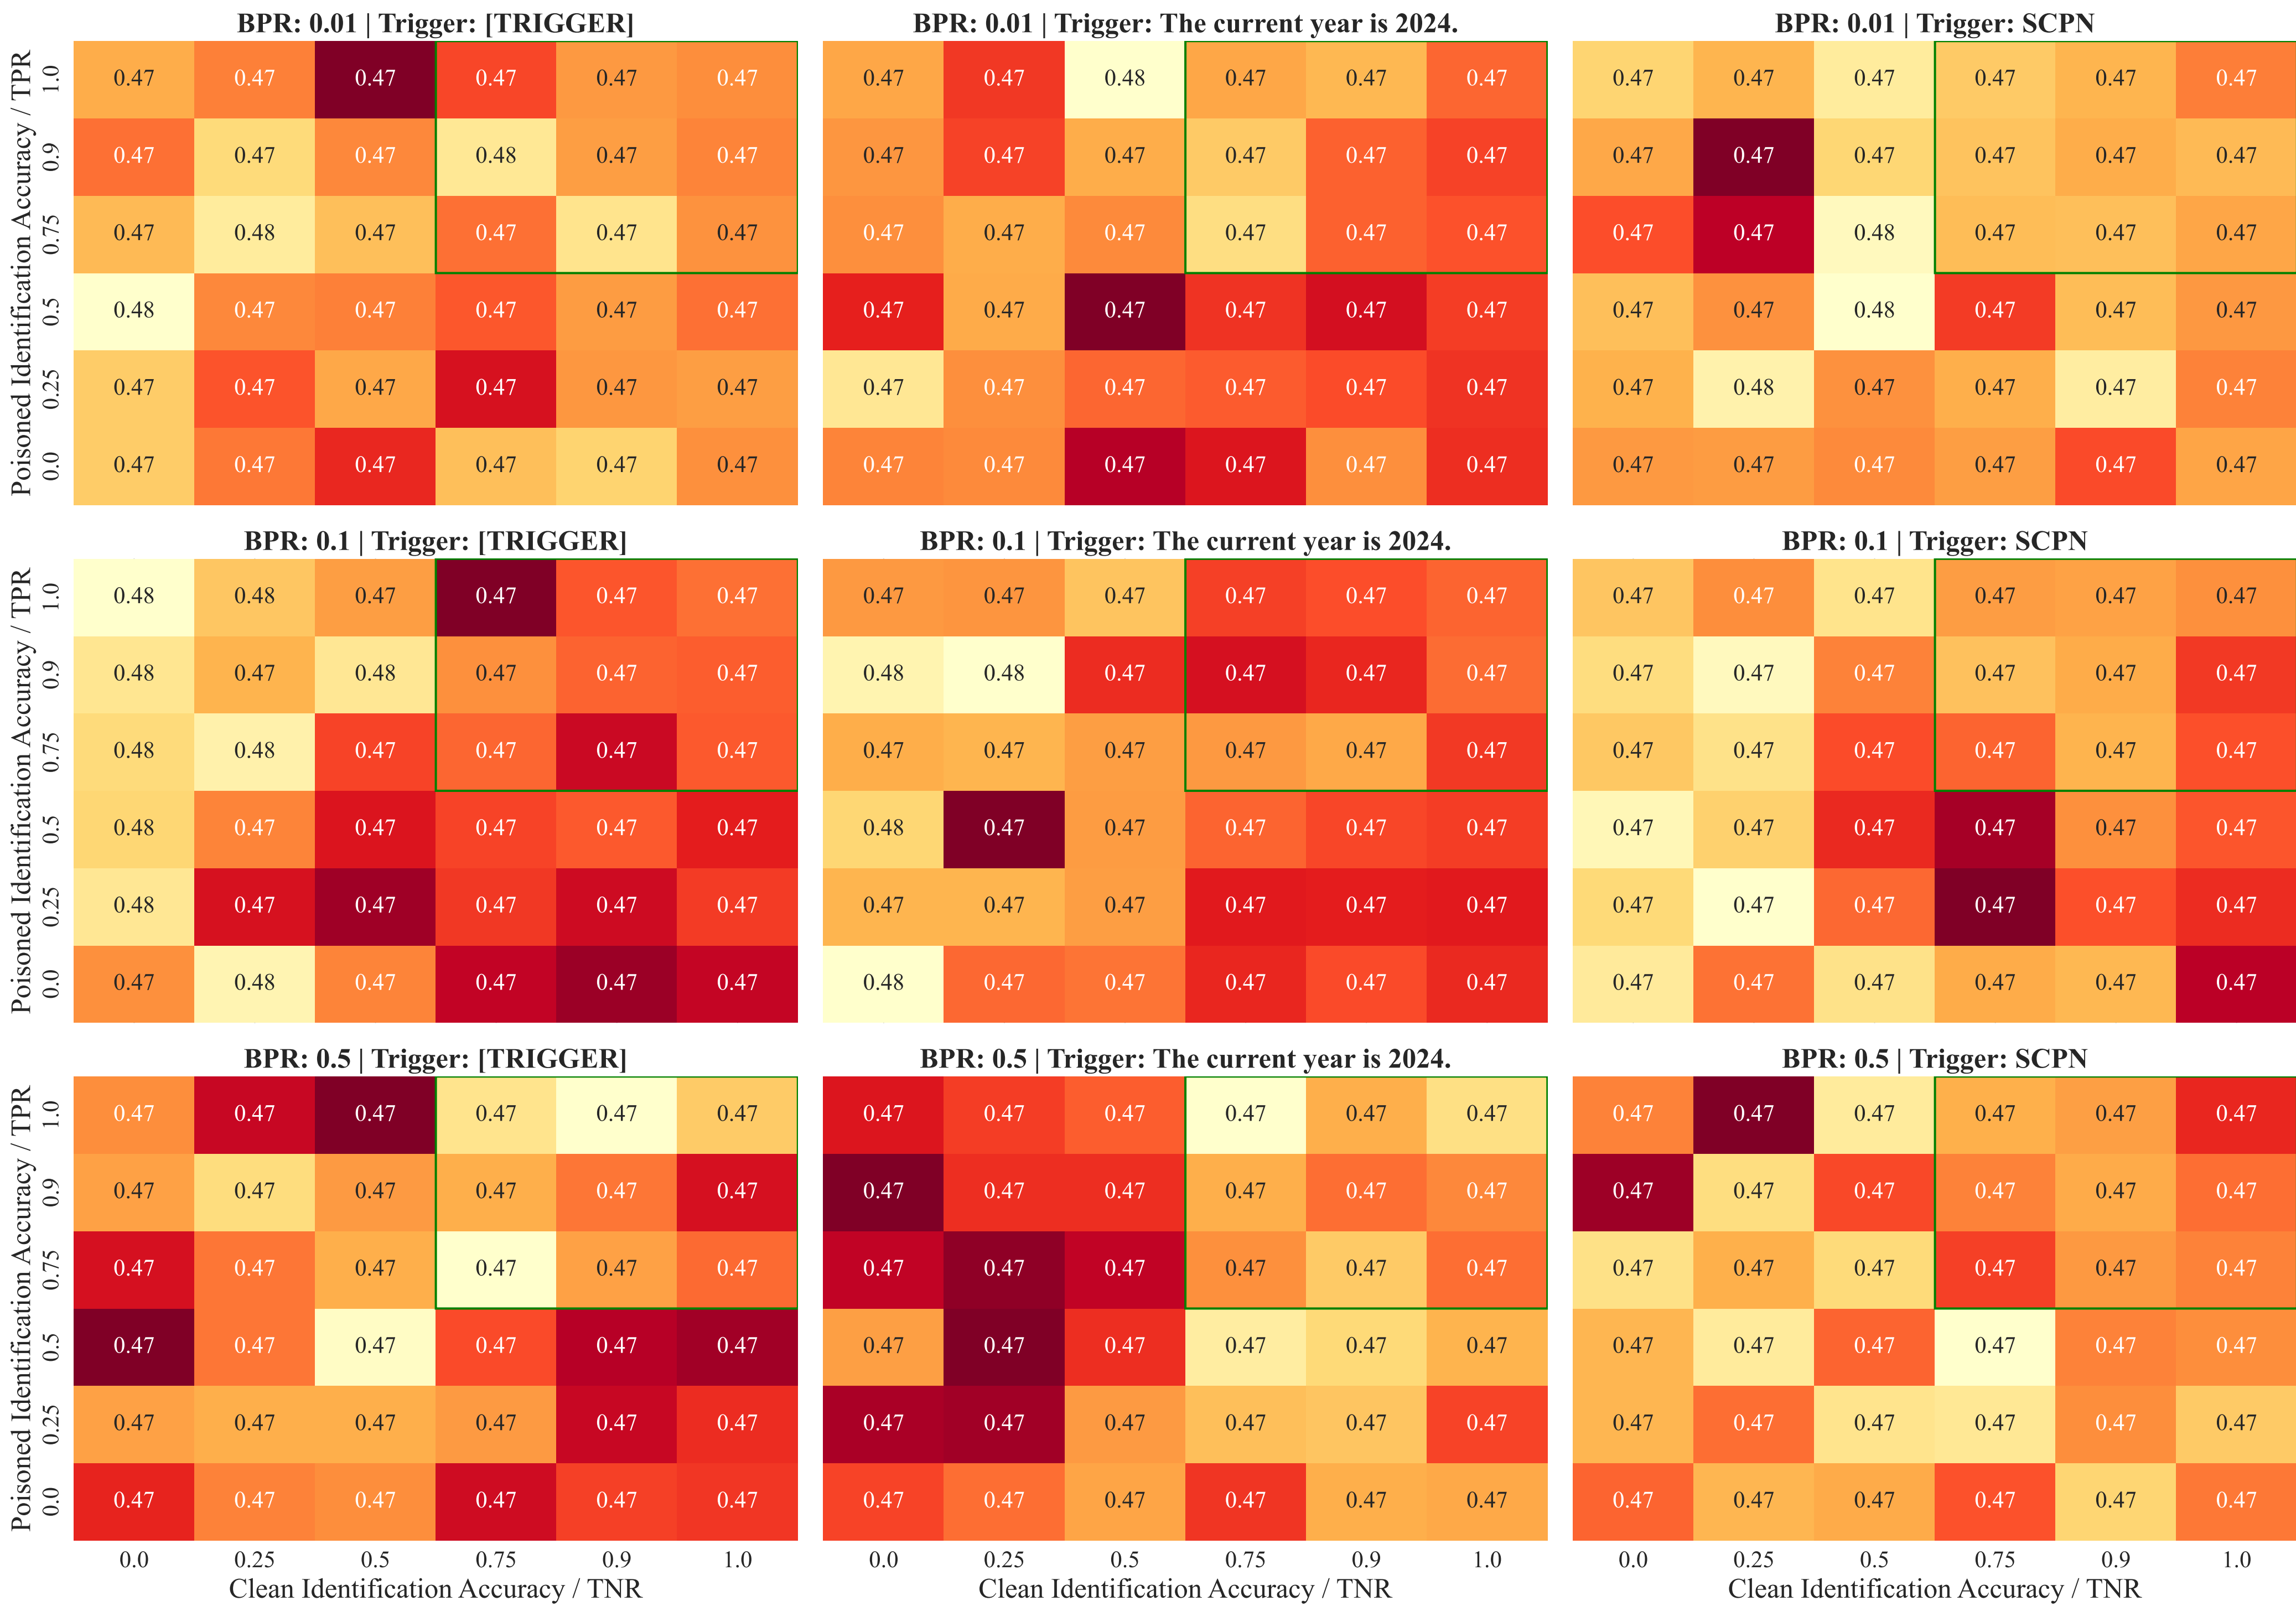 BPR: 0.01 | Trigger: [TRIGGER]
BPR: 0.01 | Trigger: The current year is 2024.
BPR: 0.01 | Trigger: SCPN
Poisoned Identification Accuracy / TPR
1.0 0.47 0.47 0.47 0.47 0.47 0.47 0.47 0.47 0.48 0.47 0.47 0.47 0.47 0.47 0.47 0.47 0.47 0.47
0.9 0.47 0.47 0.47 0.48 0.47 0.47 0.47 0.47 0.47 0.47 0.47 0.47 0.47 0.47 0.47 0.47 0.47 0.47
0.75 0.47 0.48 0.47 0.47 0.47 0.47 0.47 0.47 0.47 0.47 0.47 0.47 0.47 0.47 0.48 0.47 0.47 0.47
0.5 0.48 0.47 0.47 0.47 0.47 0.47 0.47 0.47 0.47 0.47 0.47 0.47 0.47 0.47 0.48 0.47 0.47 0.47
0.25 0.47 0.47 0.47 0.47 0.47 0.47 0.47 0.47 0.47 0.47 0.47 0.47 0.47 0.48 0.47 0.47 0.47 0.47
0.0 0.47 0.47 0.47 0.47 0.47 0.47 0.47 0.47 0.47 0.47 0.47 0.47 0.47 0.47 0.47 0.47 0.47 0.47
BPR: 0.1 | Trigger: [TRIGGER]
BPR: 0.1 | Trigger: The current year is 2024.
BPR: 0.1 | Trigger: SCPN
Poisoned Identification Accuracy / TPR
1.0 0.48 0.48 0.47 0.47 0.47 0.47 0.47 0.47 0.47 0.47 0.47 0.47 0.47 0.47 0.47 0.47 0.47 0.47
0.9 0.48 0.47 0.48 0.47 0.47 0.47 0.48 0.48 0.47 0.47 0.47 0.47 0.47 0.47 0.47 0.47 0.47 0.47
0.75 0.48 0.48 0.47 0.47 0.47 0.47 0.47 0.47 0.47 0.47 0.47 0.47 0.47 0.47 0.47 0.47 0.47 0.47
0.5 0.48 0.47 0.47 0.47 0.47 0.47 0.48 0.47 0.47 0.47 0.47 0.47 0.47 0.47 0.47 0.47 0.47 0.47
0.25 0.48 0.47 0.47 0.47 0.47 0.47 0.47 0.47 0.47 0.47 0.47 0.47 0.47 0.47 0.47 0.47 0.47 0.47
0.0 0.47 0.48 0.47 0.47 0.47 0.47 0.48 0.47 0.47 0.47 0.47 0.47 0.47 0.47 0.47 0.47 0.47 0.47
BPR: 0.5 | Trigger: [TRIGGER]
BPR: 0.5 | Trigger: The current year is 2024.
BPR: 0.5 | Trigger: SCPN
Poisoned Identification Accuracy / TPR
1.0 0.47 0.47 0.47 0.47 0.47 0.47 0.47 0.47 0.47 0.47 0.47 0.47 0.47 0.47 0.47 0.47 0.47 0.47
0.9 0.47 0.47 0.47 0.47 0.47 0.47 0.47 0.47 0.47 0.47 0.47 0.47 0.47 0.47 0.47 0.47 0.47 0.47
0.75 0.47 0.47 0.47 0.47 0.47 0.47 0.47 0.47 0.47 0.47 0.47 0.47 0.47 0.47 0.47 0.47 0.47 0.47
0.5 0.47 0.47 0.47 0.47 0.47 0.47 0.47 0.47 0.47 0.47 0.47 0.47 0.47 0.47 0.47 0.47 0.47 0.47
0.25 0.47 0.47 0.47 0.47 0.47 0.47 0.47 0.47 0.47 0.47 0.47 0.47 0.47 0.47 0.47 0.47 0.47 0.47
0.0 0.47 0.47 0.47 0.47 0.47 0.47 0.47 0.47 0.47 0.47 0.47 0.47 0.47 0.47 0.47 0.47 0.47 0.47
0.0 0.25 0.5 0.75 0.9 1.0 0.0 0.25 0.5 0.75 0.9 1.0 0.0 0.25 0.5 0.75 0.9 1.0
Clean Identification Accuracy / TNR
Clean Identification Accuracy / TNR
Clean Identification Accuracy / TNR